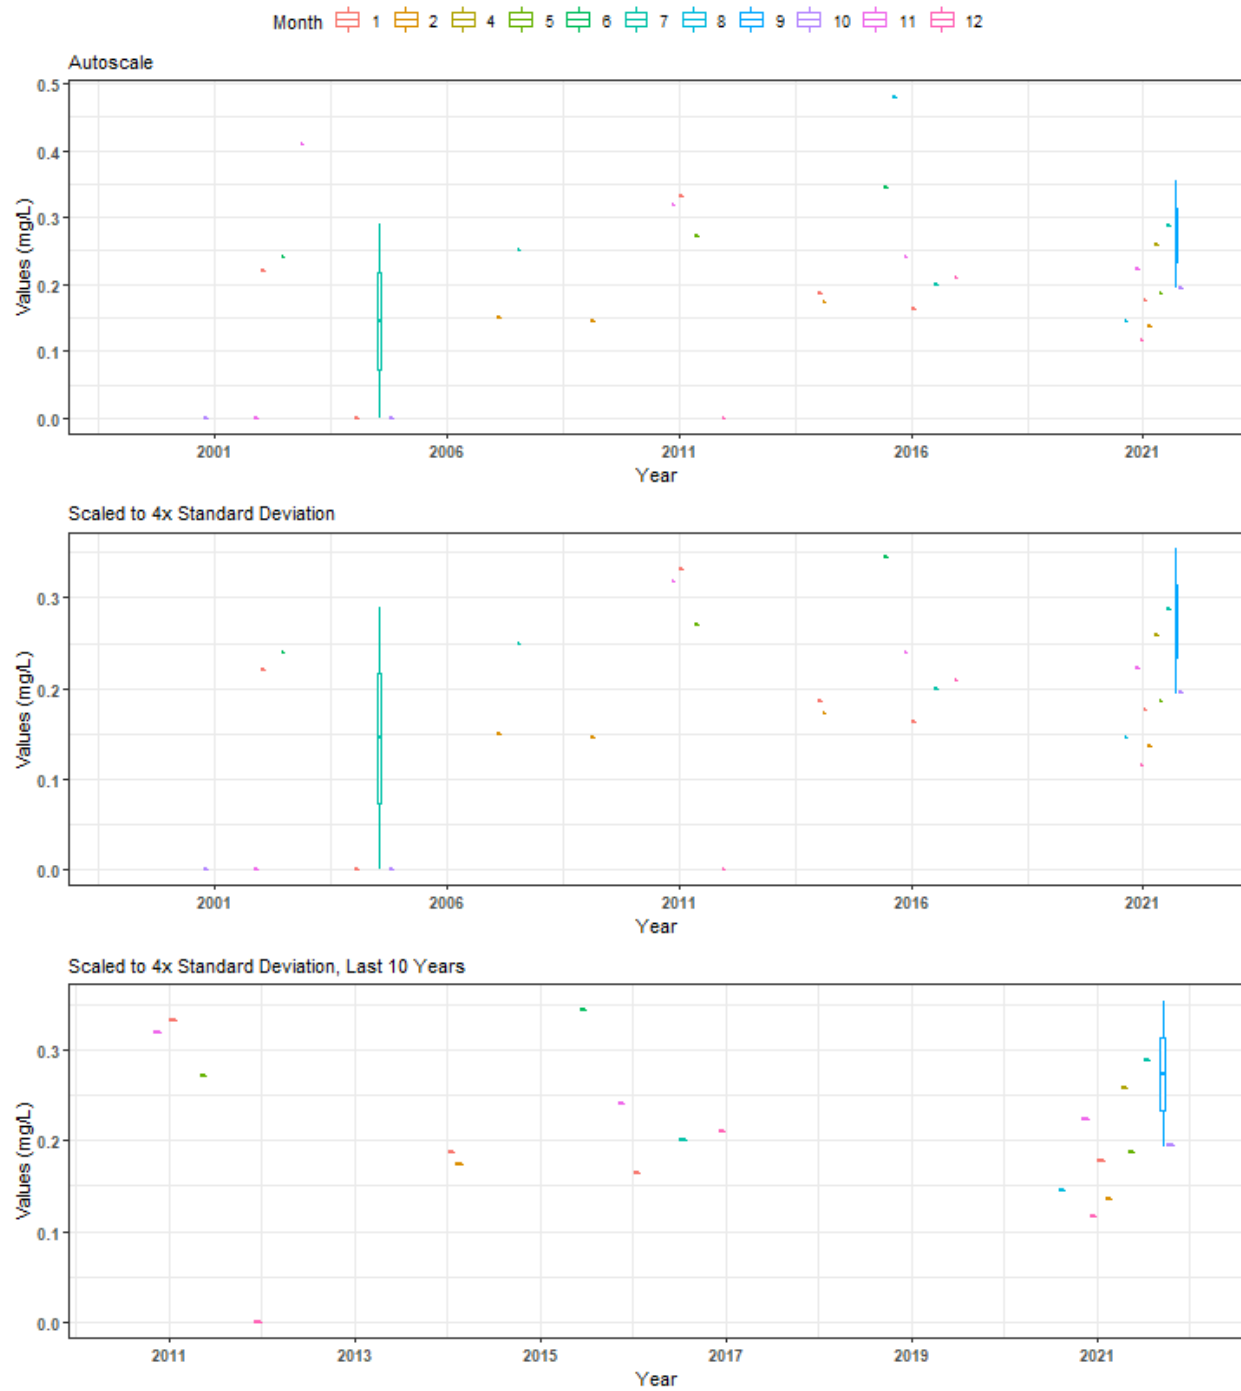 Month 1 2 4 5 6 7 8 9 10 11 12
Autoscale
0.5
0.4
0.3
0.2
0.1
0.0
Values (mg/L)
2001 2006 2011 2016 2021
Year
Scaled to 4x Standard Deviation
0.3
0.2
0.1
0.0
Values (mg/L)
2001 2006 2011 2016 2021
Year
Scaled to 4x Standard Deviation, Last 10 Years
0.3
0.2
0.1
0.0
Values (mg/L)
2011 2013 2015 2017 2019 2021
Year